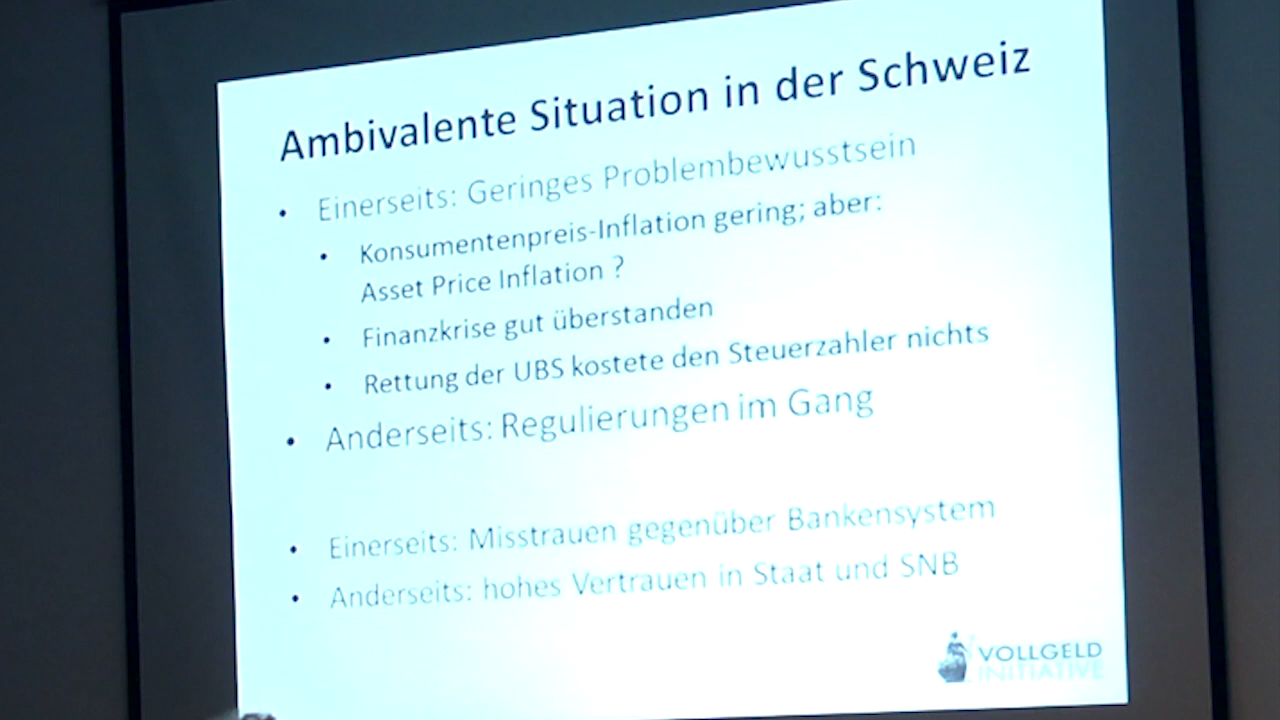 Ambivalente Situation in der Schweiz
• Einerseits: Geringes Problembewusstsein
• Konsumentenpreis-Inflation gering; aber:
Asset Price Inflation ?
• Finanzkrise gut überstanden
• Rettung der UBS kostete den Steuerzahler nichts
• Anderseits: Regulierungen im Gang
• Einerseits: Misstrauen gegenüber Bankensystem
• Anderseits: hohes Vertrauen in Staat und SNB
VOLLGELD
INITIATIVE